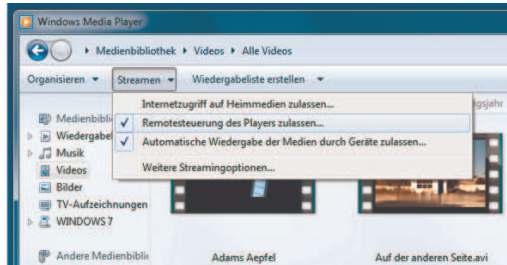 Windows Media Player
Medienbibliothek ▸ Videos ▸ Alle Videos
Organisieren Streamen Wiedergabeliste erstellen
Internetzugriff auf Heimmedien zulassen...
Remotesteuerung des Players zulassen...
Automatische Wiedergabe der Medien durch Geräte zulassen...
Weitere Streamingoptionen...
Musik
Videos
Bilder
TV-Aufzeichnungen
WINDOWS 7
Andere
Adams Aepfel
Auf der anderen Seite.avi